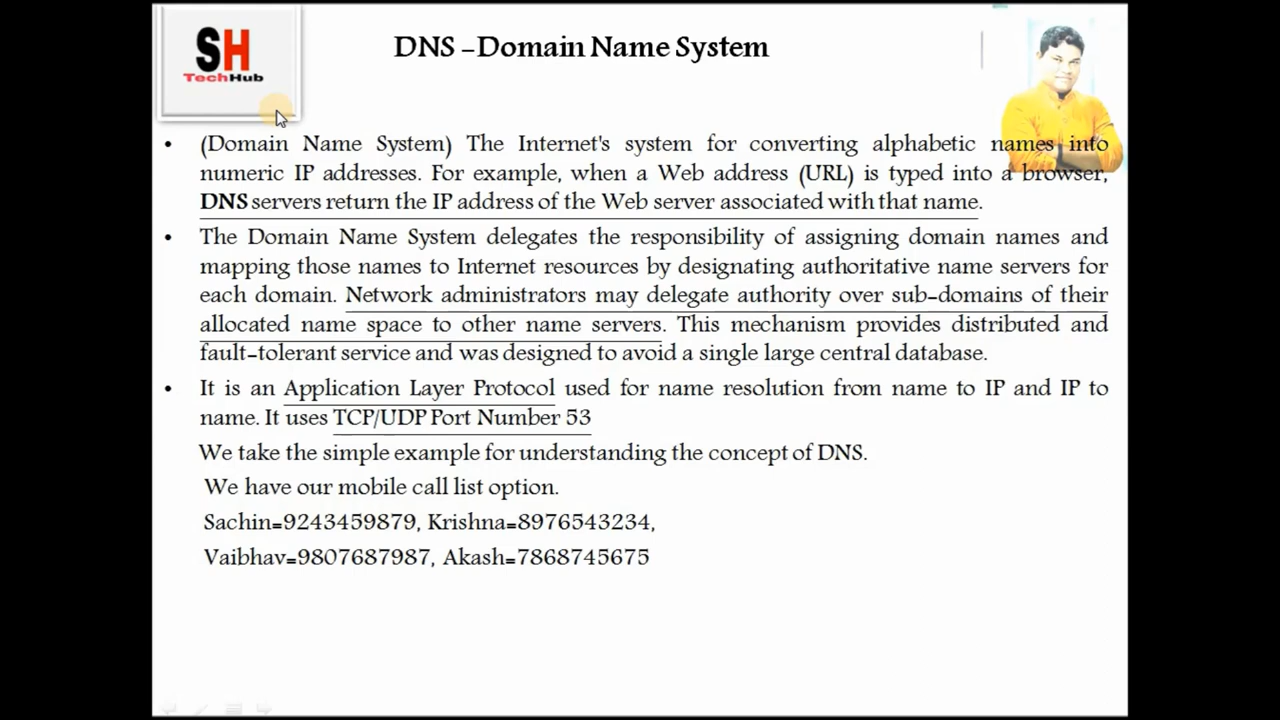 SH
TechHub
DNS –Domain Name System
• (Domain Name System) The Internet's system for converting alphabetic names into
numeric IP addresses. For example, when a Web address (URL) is typed into a browser,
DNS servers return the IP address of the Web server associated with that name.
• The Domain Name System delegates the responsibility of assigning domain names and
mapping those names to Internet resources by designating authoritative name servers for
each domain. Network administrators may delegate authority over sub-domains of their
allocated name space to other name servers. This mechanism provides distributed and
fault-tolerant service and was designed to avoid a single large central database.
• It is an Application Layer Protocol used for name resolution from name to IP and IP to
name. It uses TCP/UDP Port Number 53
We take the simple example for understanding the concept of DNS.
We have our mobile call list option.
Sachin=9243459879, Krishna=8976543234,
Vaibhav=9807687987, Akash=7868745675